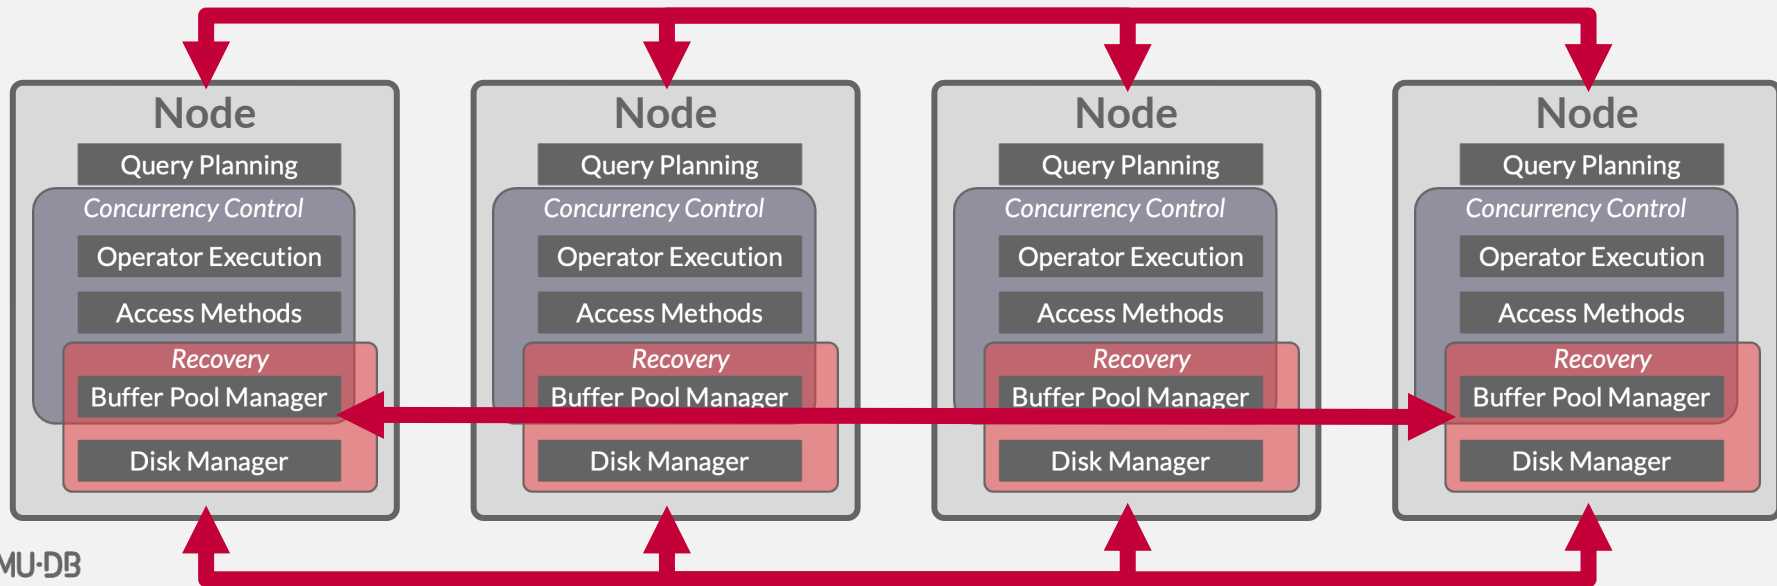 Node
Query Planning
Concurrency Control
Operator Execution
Access Methods
Recovery
Buffer Pool Manager
Disk Manager
Node
Query Planning
Concurrency Control
Operator Execution
Access Methods
Recovery
Buffer Pool Manager
Disk Manager
Node
Query Planning
Concurrency Control
Operator Execution
Access Methods
Recovery
Buffer Pool Manager
Disk Manager
Node
Query Planning
Concurrency Control
Operator Execution
Access Methods
Recovery
Buffer Pool Manager
Disk Manager
MU·DB